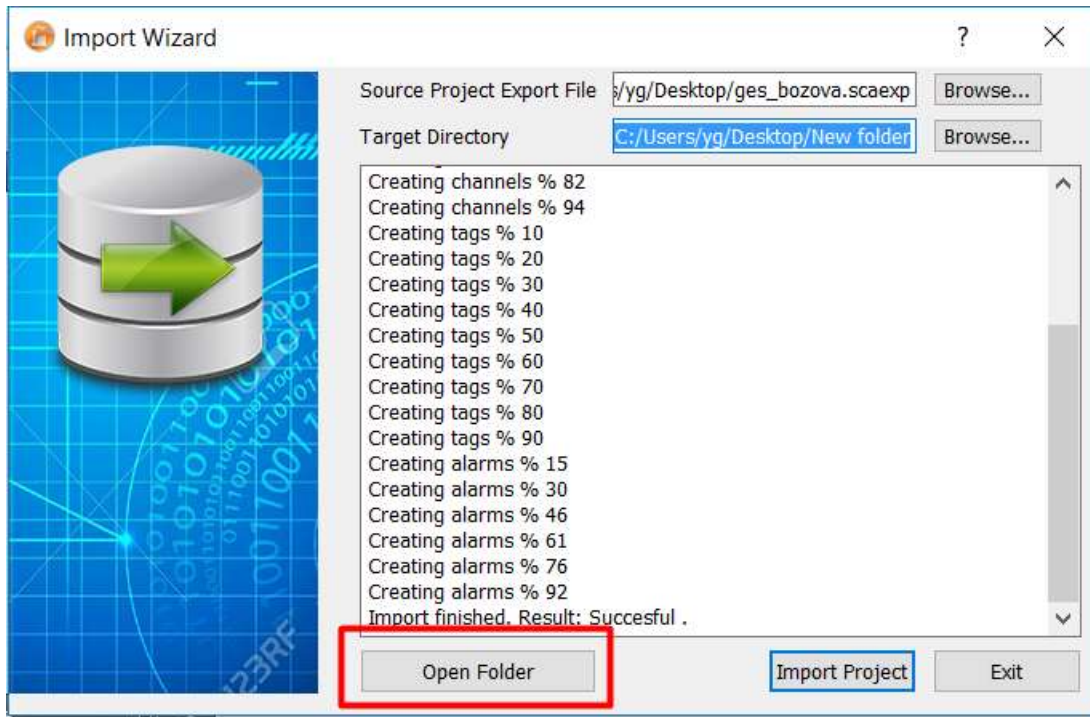 Import Wizard
?
Source Project Export File s/yg/Desktop/ges_bozova.scaexp Browse...
Target Directory C:/Users/yg/Desktop/New folder Browse...
Creating channels % 82
Creating channels % 94
Creating tags % 10
Creating tags % 20
Creating tags % 30
Creating tags % 40
Creating tags % 50
Creating tags % 60
Creating tags % 70
Creating tags % 80
Creating tags % 90
Creating alarms % 15
Creating alarms % 30
Creating alarms % 46
Creating alarms % 61
Creating alarms % 76
Creating alarms % 92
Import finished. Result: Succesful .
Open Folder Import Project Exit
123RF